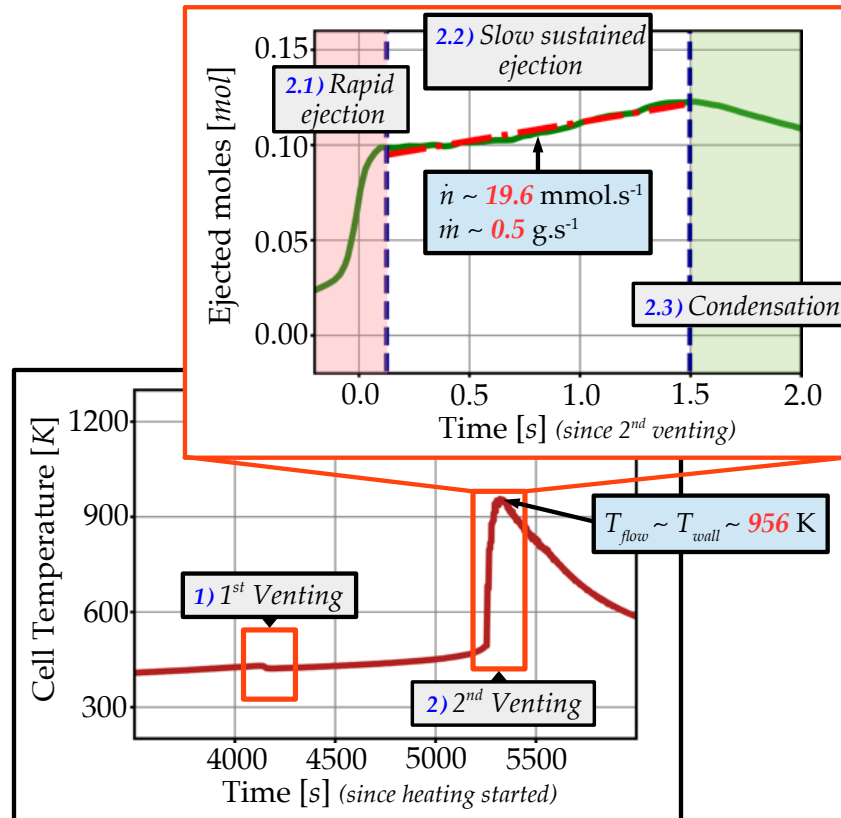 0.15
0.10
0.05
0.00
Ejected moles [mol]
2.1) Rapid
ejection
2.2) Slow sustained
ejection
ṅ ~ 19.6 mmol.s⁻¹
ṁ ~ 0.5 g.s⁻¹
2.3) Condensation
0.0 0.5 1.0 1.5 2.0
Time [s] (since 2nd venting)
1200
900
600
300
Cell Temperature [K]
T_flow ~ T_wall ~ 956 K
1) 1st Venting
2) 2nd Venting
4000 4500 5000 5500
Time [s] (since heating started)